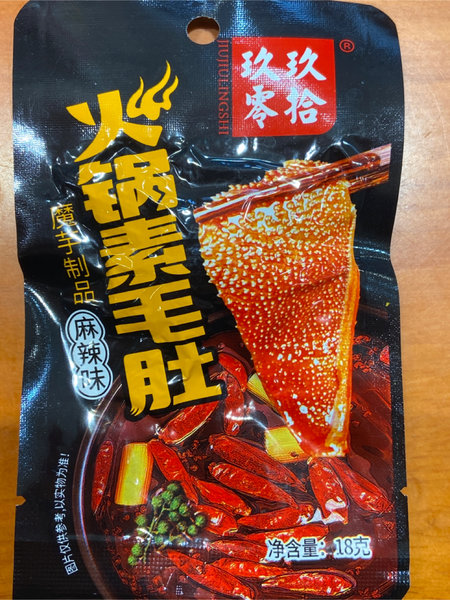 玖玖
零拾
®
JIUJIULINGSHI
火锅素毛肚
魔芋制品
麻辣味
图片仅供参考,以实物为准!
净含量: 18克